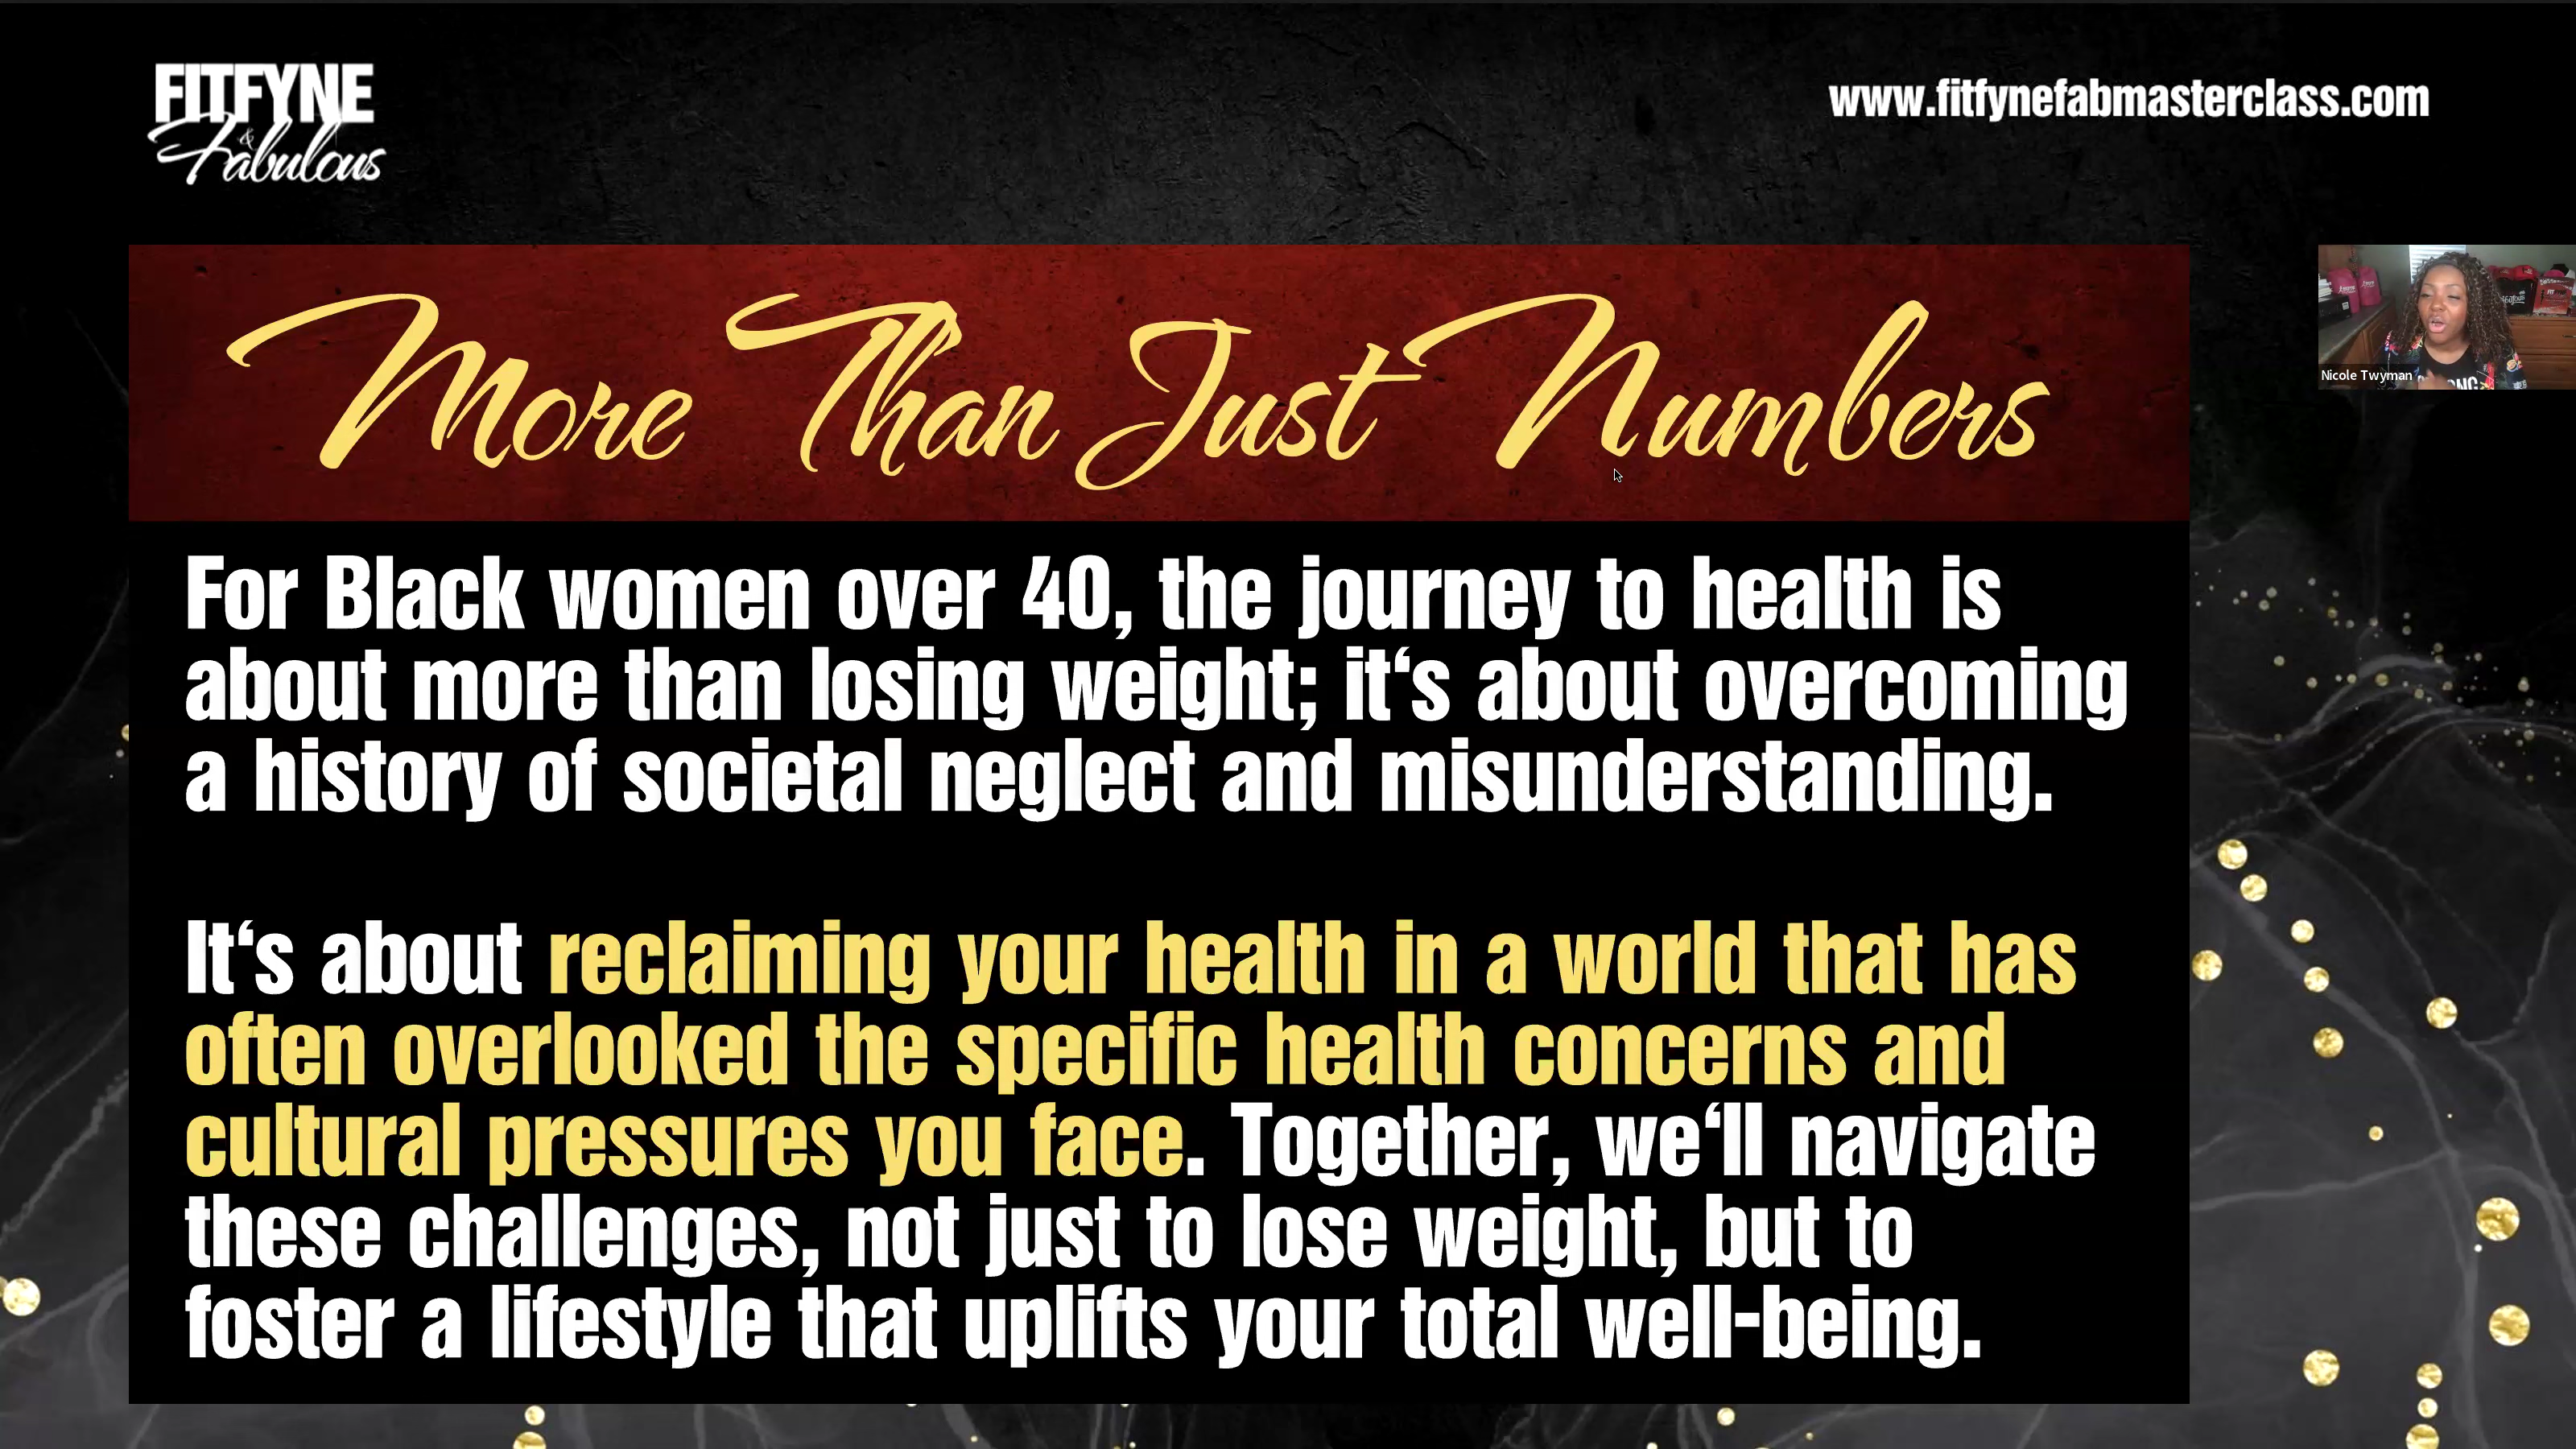 FITFYNE
& Fabulous
www.fitfynefabmasterclass.com
More Than Just Numbers
Nicole Twyman
For Black women over 40, the journey to health is
about more than losing weight; it‘s about overcoming
a history of societal neglect and misunderstanding.
It‘s about reclaiming your health in a world that has
often overlooked the specific health concerns and
cultural pressures you face. Together, we‘ll navigate
these challenges, not just to lose weight, but to
foster a lifestyle that uplifts your total well-being.